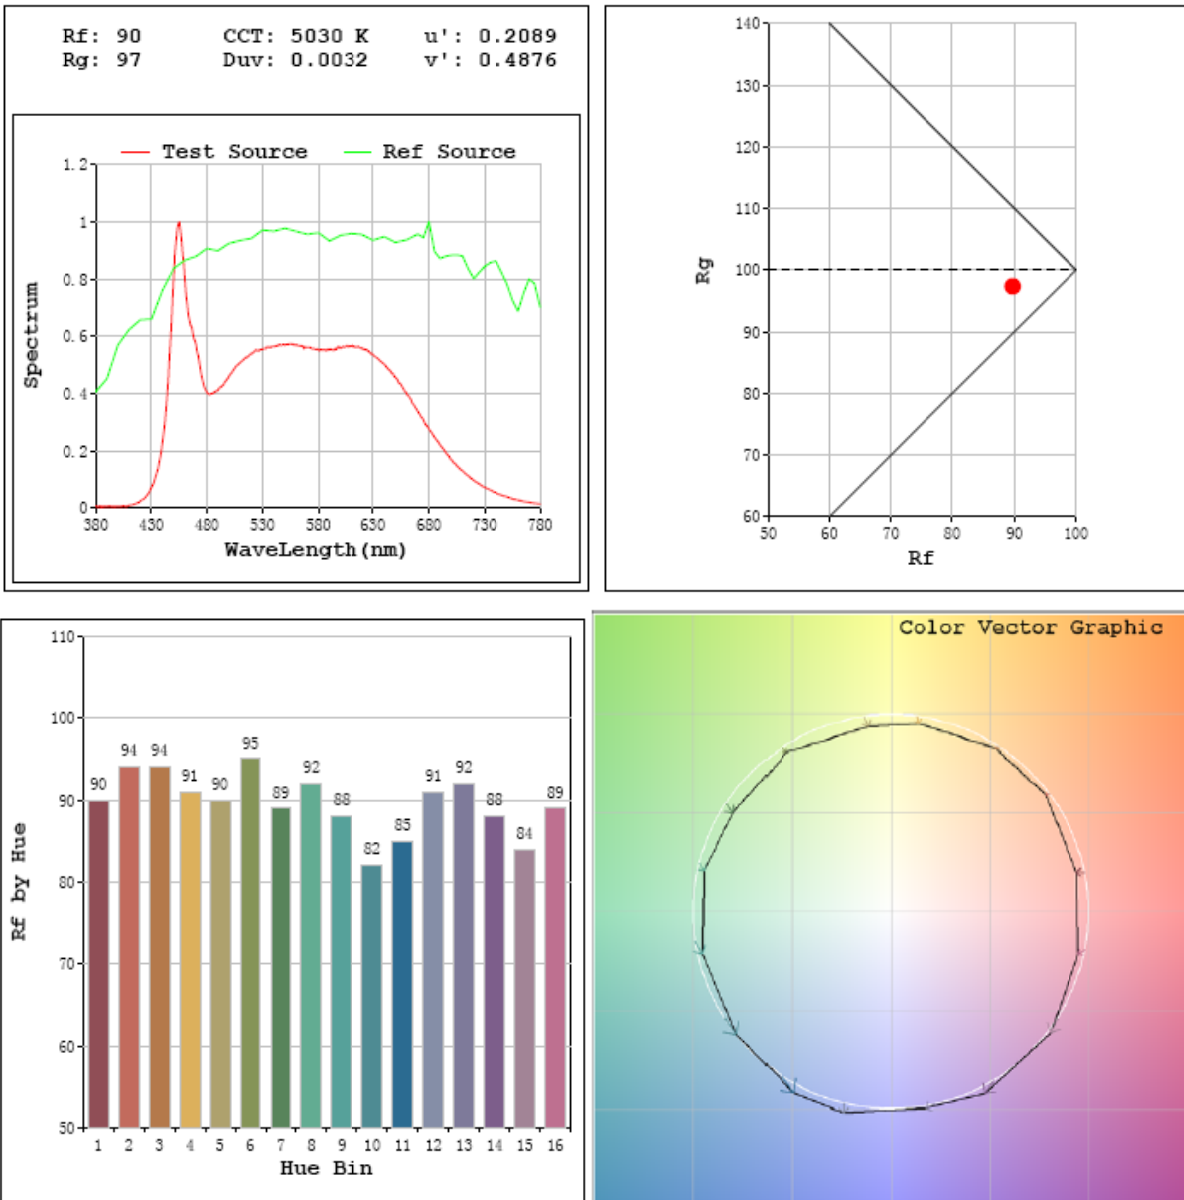 Rf: 90 CCT: 5030 K u': 0.2089
Rg: 97 Duv: 0.0032 v': 0.4876
Test Source Ref Source
1.2
1
0.8
0.6
0.4
0.2
0
Spectrum
380 430 480 530 580 630 680 730 780
WaveLength(nm)
140
130
120
110
100
90
80
70
60
Rg
50 60 70 80 90 100
Rf
110
100
90
80
70
60
50
Rf by Hue
90 94 94 91 90 95 89 92 88 82 85 91 92 88 84 89
1 2 3 4 5 6 7 8 9 10 11 12 13 14 15 16
Hue Bin
Color Vector Graphic